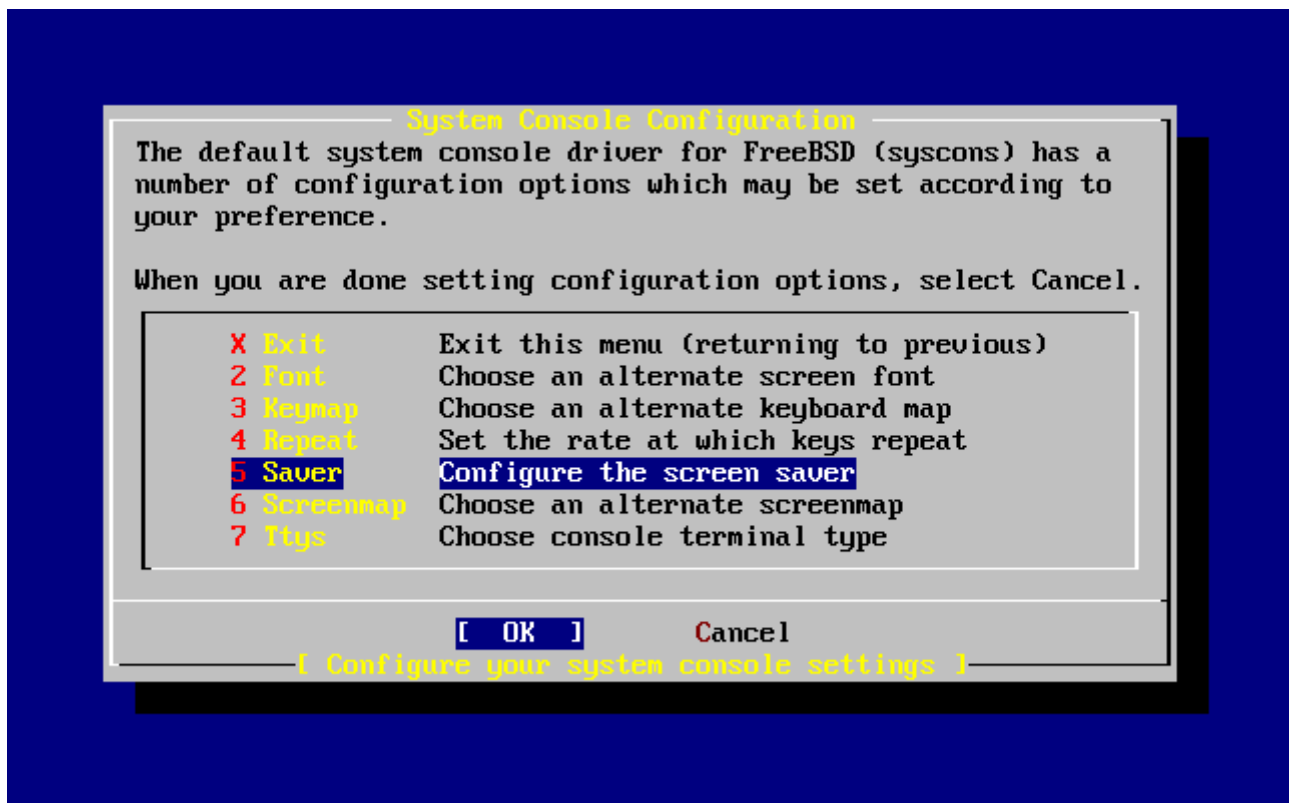 System Console Configuration
The default system console driver for FreeBSD (syscons) has a
number of configuration options which may be set according to
your preference.
When you are done setting configuration options, select Cancel.
X Exit Exit this menu (returning to previous)
2 Font Choose an alternate screen font
3 Keymap Choose an alternate keyboard map
4 Repeat Set the rate at which keys repeat
5 Saver Configure the screen saver
6 Screenmap Choose an alternate screenmap
7 Ttys Choose console terminal type
[ OK ] Cancel
[ Configure your system console settings ]